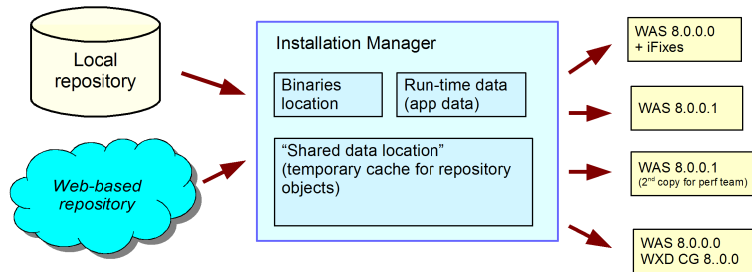 Local
repository
Web-based
repository
Installation Manager
Binaries
location
Run-time data
(app data)
“Shared data location”
(temporary cache for repository
objects)
WAS 8.0.0.0
+ iFixes
WAS 8.0.0.1
WAS 8.0.0.1
(2nd copy for perf team)
WAS 8.0.0.0
WXD CG 8..0.0